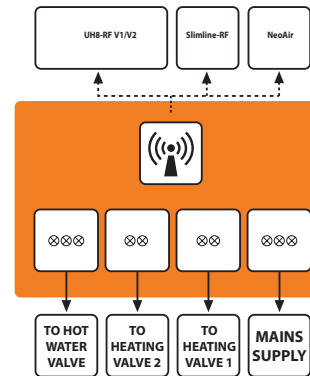 UH8-RF V1/V2
Slimline-RF
NeoAir
TO HOT
WATER
VALVE
TO
HEATING
VALVE 2
TO
HEATING
VALVE 1
MAINS
SUPPLY